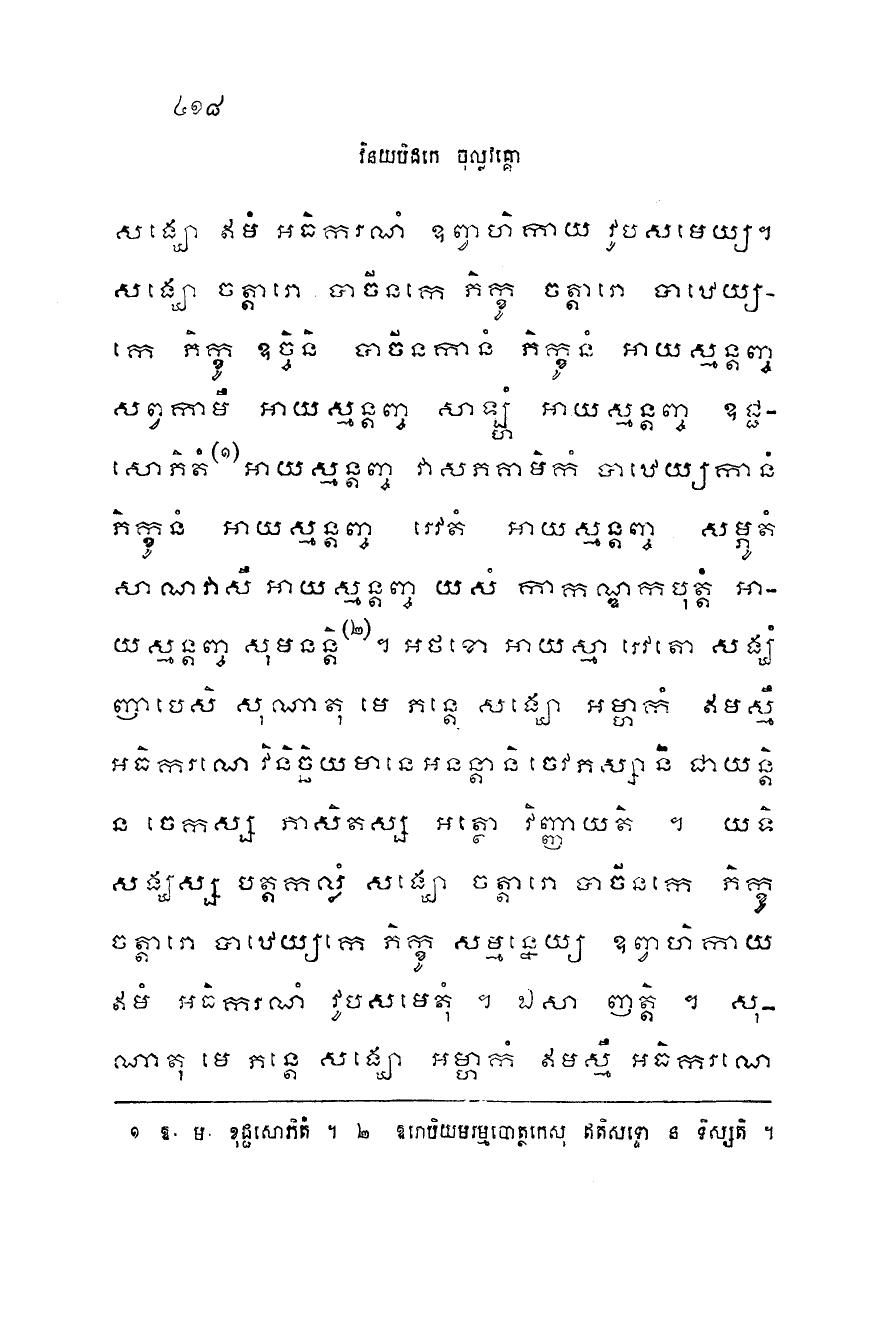 ៤១៨
វិនយបិដកេ ចុល្លវគ្គោ
សង្ឃោ ឥមំ អធិករណំ ឧព្វាហិកាយ វូបសមេយ្យ។
សង្ឃោ ចត្តារោ បាចីនកេ ភិក្ខូ ចត្តារោ បាឋេយ្យ-
កេ ភិក្ខូ ឧច្ចិនិ បាចីនកានំ ភិក្ខូនំ អាយស្មន្តញ្ច
សព្វកាមឹ អាយស្មន្តញ្ច សាឡ្ហំ អាយស្មន្តញ្ច ឧជ្ជ-
សោភិតំ(១) អាយស្មន្តញ្ច វាសភគាមិកំ បាឋេយ្យកានំ
ភិក្ខូនំ អាយស្មន្តញ្ច រេវតំ អាយស្មន្តញ្ច សម្ភូតំ
សាណវាសឹ អាយស្មន្តញ្ច យសំ កាកណ្ឌកបុត្តំ អា-
យស្មន្តញ្ច សុមនន្តិ(២)។ អថខោ អាយស្មា រេវតោ សង្ឃំ
ញាបេសិ សុណាតុ មេ ភន្តេ សង្ឃោ អម្ហាកំ ឥមស្មឹ
អធិករណេ វិនិច្ឆិយមានេ អនន្តានិ ចេវ ភស្សានិ ជាយន្តិ
ន ចេកស្ស ភាសិតស្ស អត្ថោ វិញ្ញាយតិ ។ យទិ
សង្ឃស្ស បត្តកល្លំ សង្ឃោ ចត្តារោ បាចីនកេ ភិក្ខូ
ចត្តារោ បាឋេយ្យកេ ភិក្ខូ សម្មន្នេយ្យ ឧព្វាហិកាយ
ឥមំ អធិករណំ វូបសមេតុំ ។ ឯសា ញត្តិ ។ សុ-
ណាតុ មេ ភន្តេ សង្ឃោ អម្ហាកំ ឥមស្មឹ អធិករណេ
១ ឱ. ម. ខុជ្ជសោភិតំ ។ ២ ឱរោបិយមរម្មបោត្ថកេសុ ឥតិសទ្ទោ ន ទិស្សតិ ។